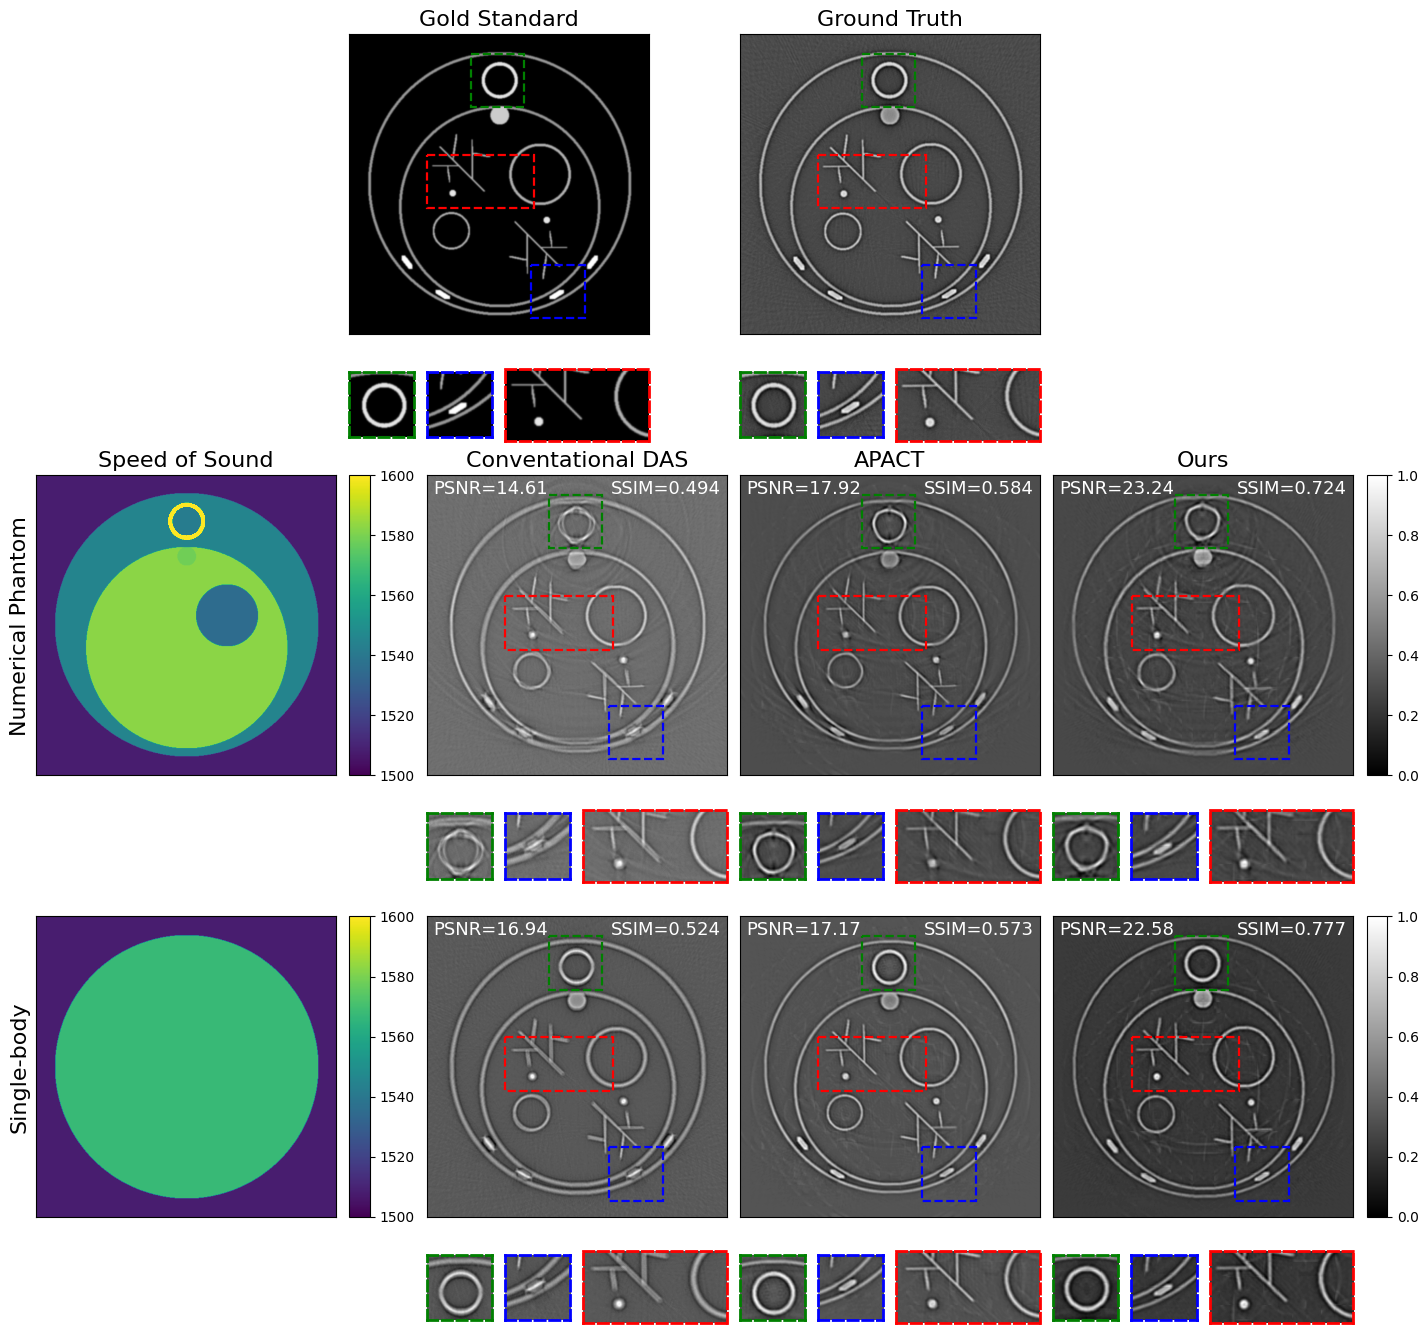 Gold Standard
Ground Truth
Speed of Sound
Conventational DAS
APACT
Ours
Numerical Phantom
1600
1580
1560
1540
1520
1500
PSNR=14.61
SSIM=0.494
PSNR=17.92
SSIM=0.584
PSNR=23.24
SSIM=0.724
1.0
0.8
0.6
0.4
0.2
0.0
Single-body
1600
1580
1560
1540
1520
1500
PSNR=16.94
SSIM=0.524
PSNR=17.17
SSIM=0.573
PSNR=22.58
SSIM=0.777
1.0
0.8
0.6
0.4
0.2
0.0